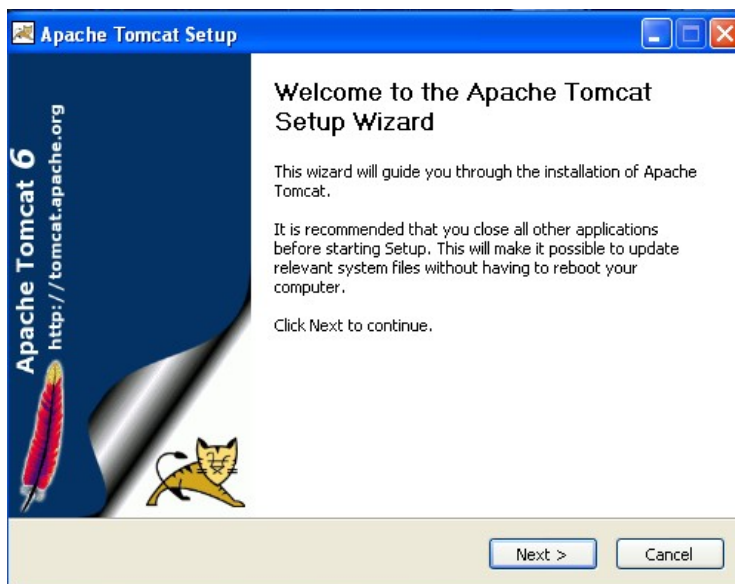 Apache Tomcat Setup
Apache Tomcat 6
http://tomcat.apache.org
Welcome to the Apache Tomcat
Setup Wizard
This wizard will guide you through the installation of Apache
Tomcat.
It is recommended that you close all other applications
before starting Setup. This will make it possible to update
relevant system files without having to reboot your
computer.
Click Next to continue.
Next >
Cancel